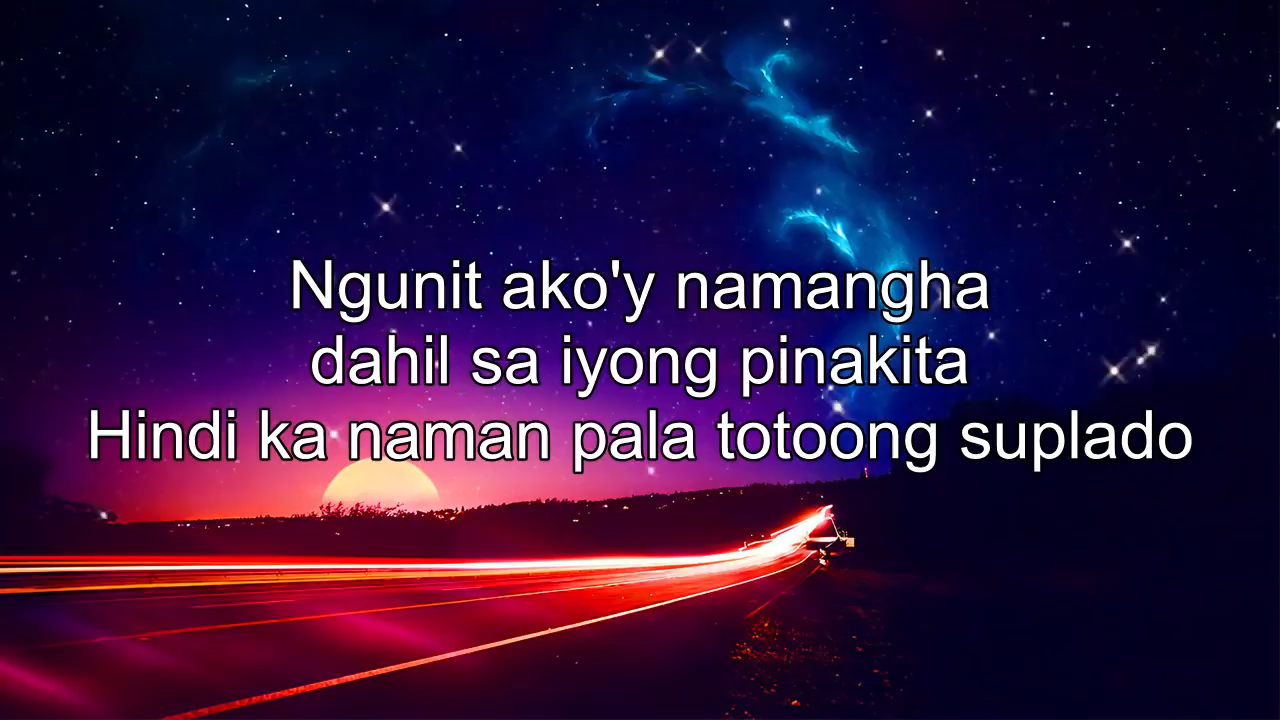 Ngunit ako'y namangha
dahil sa iyong pinakita
Hindi ka naman pala totoong suplado